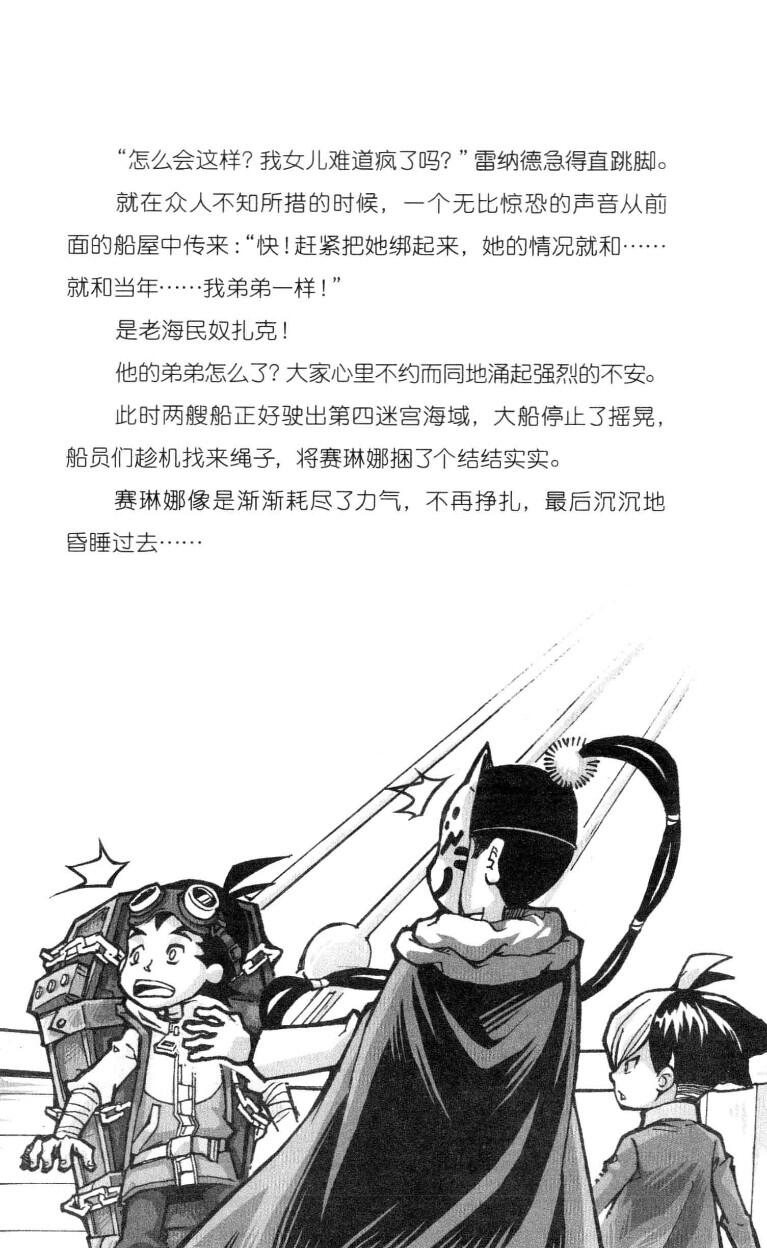 “怎么会这样？我女儿难道疯了吗？”雷纳德急得直跳脚。
就在众人不知所措的时候，一个无比惊恐的声音从前
面的船屋中传来：“快！赶紧把她绑起来，她的情况就和……
就和当年……我弟弟一样！”
是老海民奴扎克！
他的弟弟怎么了？大家心里不约而同地涌起强烈的不安。
此时两艘船正好驶出第四迷宫海域，大船停止了摇晃，
船员们趁机找来绳子，将赛琳娜捆了个结结实实。
赛琳娜像是渐渐耗尽了力气，不再挣扎，最后沉沉地
昏睡过去……